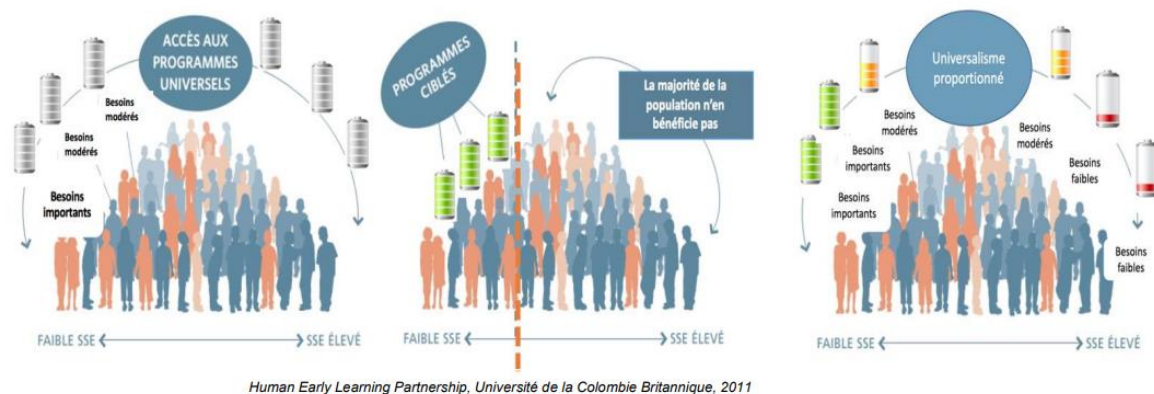 ACCÈS AUX
PROGRAMMES
UNIVERSELS
Besoins
modérés
Besoins
modérés
Besoins
importants
FAIBLE SSE
SSE ÉLEVÉ
PROGRAMMES
CIBLÉS
La majorité de la
population n'en
bénéficie pas
FAIBLE SSE
SSE ÉLEVÉ
Universalisme
proportionné
Besoins
modérés
Besoins
importants
Besoins
importants
Besoins
modérés
Besoins
faibles
Besoins
faibles
FAIBLE SSE
SSE ÉLEVÉ
Human Early Learning Partnership, Université de la Colombie Britannique, 2011